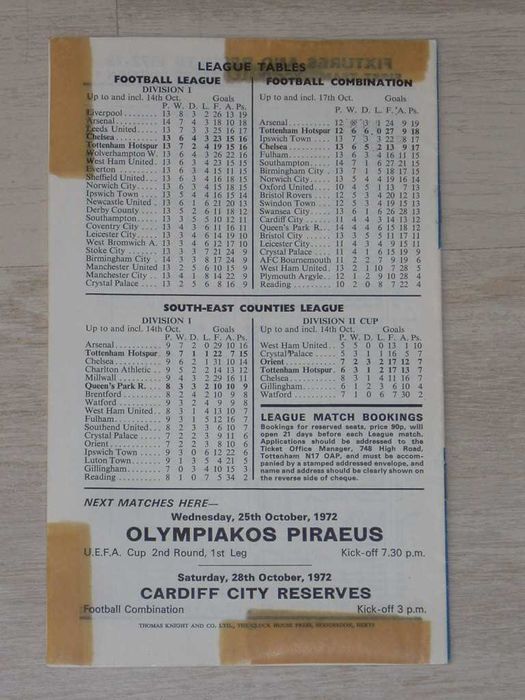 LEAGUE TABLES
FOOTBALL LEAGUE
DIVISION I
Up to and incl. 14th Oct. Goals
P. W. D. L. F. A. Ps.
Liverpool 13 8 3 2 26 13 19
Arsenal 14 7 4 3 18 10 18
Leeds United 13 7 3 3 25 16 17
Chelsea 13 6 4 3 23 15 16
Tottenham Hotspur 13 7 2 4 19 15 16
Wolverhampton W. 13 6 4 3 26 22 16
West Ham United 13 6 3 4 23 15 15
Everton 13 6 3 4 15 11 15
Sheffield United 13 6 3 4 16 18 15
Norwich City 13 6 3 4 15 18 15
Ipswich Town 13 5 4 4 16 15 14
Newcastle United 13 6 1 6 21 20 13
Derby County 13 5 2 6 11 18 12
Southampton 13 3 5 5 10 12 11
Coventry City 13 4 3 6 11 16 11
Leicester City 13 3 4 6 14 19 10
West Bromwich A. 13 3 4 6 12 17 10
Stoke City 13 3 3 7 21 24 9
Birmingham City 14 3 3 8 17 24 9
Manchester United 13 2 5 6 10 15 9
Manchester City 13 4 1 8 14 22 9
Crystal Palace 13 2 5 6 8 16 9
FOOTBALL COMBINATION
Up to and incl. 17th Oct. Goals
P. W. D. L. F. A. Ps.
Arsenal 12 3 1 24 9 19
Tottenham Hotspur 12 6 6 0 27 9 18
Ipswich Town 13 7 3 3 22 8 17
Chelsea 13 6 5 2 13 9 17
Fulham 13 6 3 4 16 11 15
Southampton 14 7 1 6 27 21 15
Birmingham City 13 7 1 5 18 17 15
Norwich City 13 5 4 4 19 16 14
Oxford United 10 4 5 1 13 7 13
Bristol Rovers 12 5 3 4 20 12 13
Swindon Town 12 5 3 4 19 15 13
Swansea City 13 6 1 6 26 28 13
Cardiff City 11 4 4 3 14 13 12
Queen's Park R. 14 4 4 6 15 18 12
Bristol City 13 3 5 5 11 17 11
Leicester City 11 4 3 4 9 15 11
Crystal Palace 11 4 1 6 15 19 9
AFC Bournemouth 11 2 2 7 9 19 6
West Ham United 13 2 1 10 7 28 5
Plymouth Argyle 12 1 2 9 10 28 4
Reading 10 2 0 8 7 22 4
SOUTH-EAST COUNTIES LEAGUE
DIVISION I
Up to and incl. 14th Oct. Goals
P. W. D. L. F. A. Ps.
Arsenal 9 7 2 0 29 10 16
Tottenham Hotspur 9 7 1 1 22 7 15
Chelsea 9 6 2 1 31 10 14
Charlton Athletic 9 5 2 2 14 13 12
Millwall 9 4 3 2 29 16 11
Queen's Park R. 8 3 3 2 10 10 9
Brentford 8 2 4 2 10 9 8
Watford 9 3 2 4 9 9 8
West Ham United 8 3 1 4 13 10 7
Fulham 9 3 1 5 12 16 7
Southend United 8 2 2 3 6 10 6
Crystal Palace 7 2 2 3 9 11 6
Orient 7 2 2 3 8 10 6
Ipswich Town 9 3 0 6 12 22 6
Luton Town 9 1 3 5 4 21 5
Gillingham 7 0 3 4 10 15 3
Reading 8 1 0 7 5 34 2
DIVISION II CUP
Up to and incl. 14th Oct. Goals
P. W. D. L. F. A. Ps.
West Ham United 5 5 0 0 13 1 10
Crystal Palace 5 3 1 1 16 5 7
Orient 7 2 3 2 17 12 7
Tottenham Hotspur 6 3 1 2 17 13 7
Chelsea 8 3 1 4 11 16 7
Gillingham 6 1 2 3 6 10 4
Watford 7 1 0 6 7 30 2
LEAGUE MATCH BOOKINGS
Bookings for reserved seats, price 90p, will
open 21 days before each League match.
Applications should be addressed to the
Ticket Office Manager, 748 High Road,
Tottenham N17 OAP, and must be accom-
panied by a stamped addressed envelope, and
name and address should be clearly shown on
the reverse side of cheque.
NEXT MATCHES HERE—
Wednesday, 25th October, 1972
OLYMPIAKOS PIRAEUS
U.E.F.A. Cup 2nd Round, 1st Leg Kick-off 7.30 p.m.
Saturday, 28th October, 1972
CARDIFF CITY RESERVES
Football Combination Kick-off 3 p.m.
THOMAS KNIGHT AND CO. LTD., THE CLOCK HOUSE PRESS, HODDESDON, HERTS